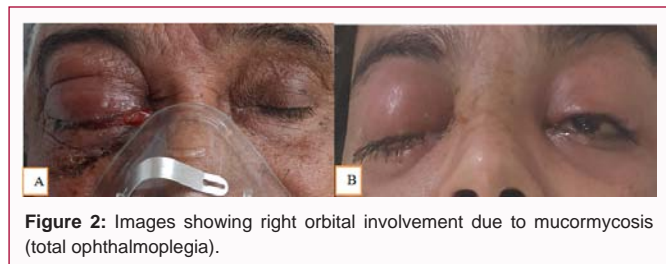 A
B
Figure 2: Images showing right orbital involvement due to mucormycosis
(total ophthalmoplegia).